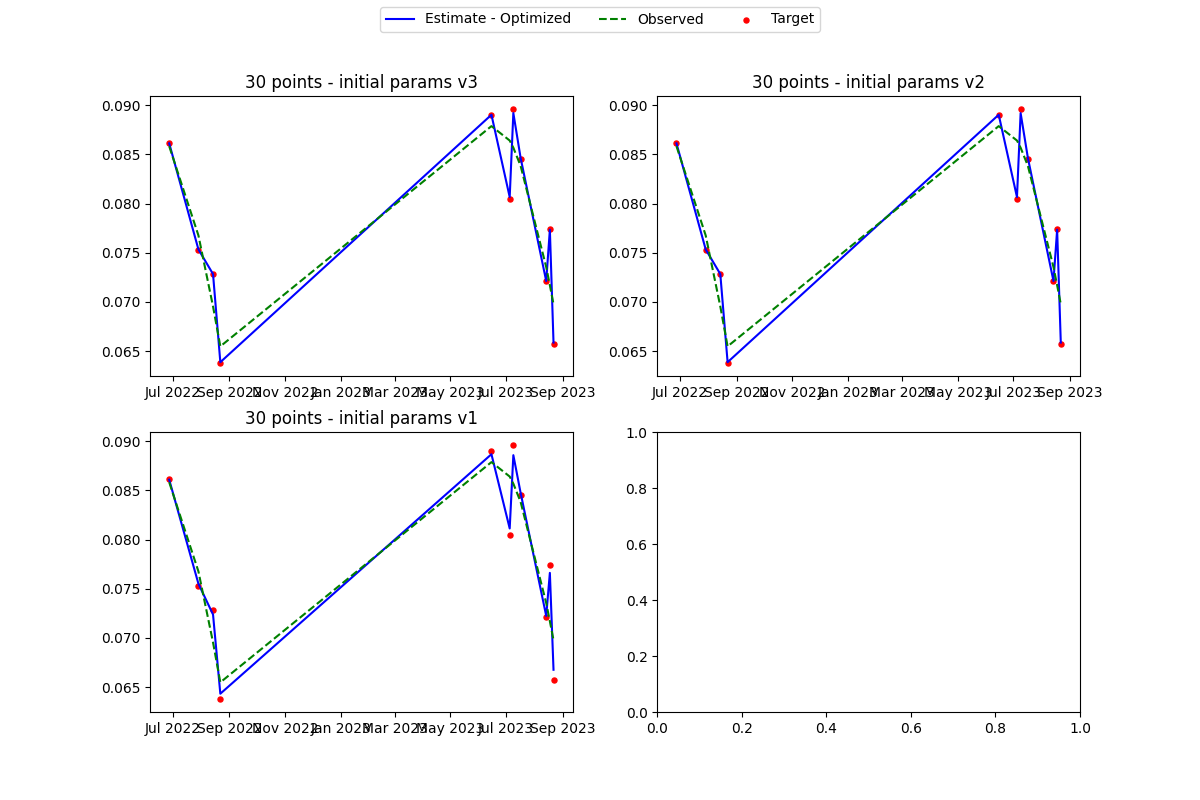 Estimate - Optimized Observed Target
30 points - initial params v3 30 points - initial params v2
0.090 0.090
0.085 0.085
0.080 0.080
0.075 0.075
0.070 0.070
0.065 0.065
Jul 2022 Sep 2022 Nov 2022 Jan 2023 Mar 2023 May 2023 Jul 2023 Sep 2023 Jul 2022 Sep 2022 Nov 2022 Jan 2023 Mar 2023 May 2023 Jul 2023 Sep 2023
30 points - initial params v1
0.090 1.0
0.085 0.8
0.080 0.6
0.075 0.4
0.070 0.2
0.065 0.0
Jul 2022 Sep 2022 Nov 2022 Jan 2023 Mar 2023 May 2023 Jul 2023 Sep 2023 0.0 0.2 0.4 0.6 0.8 1.0